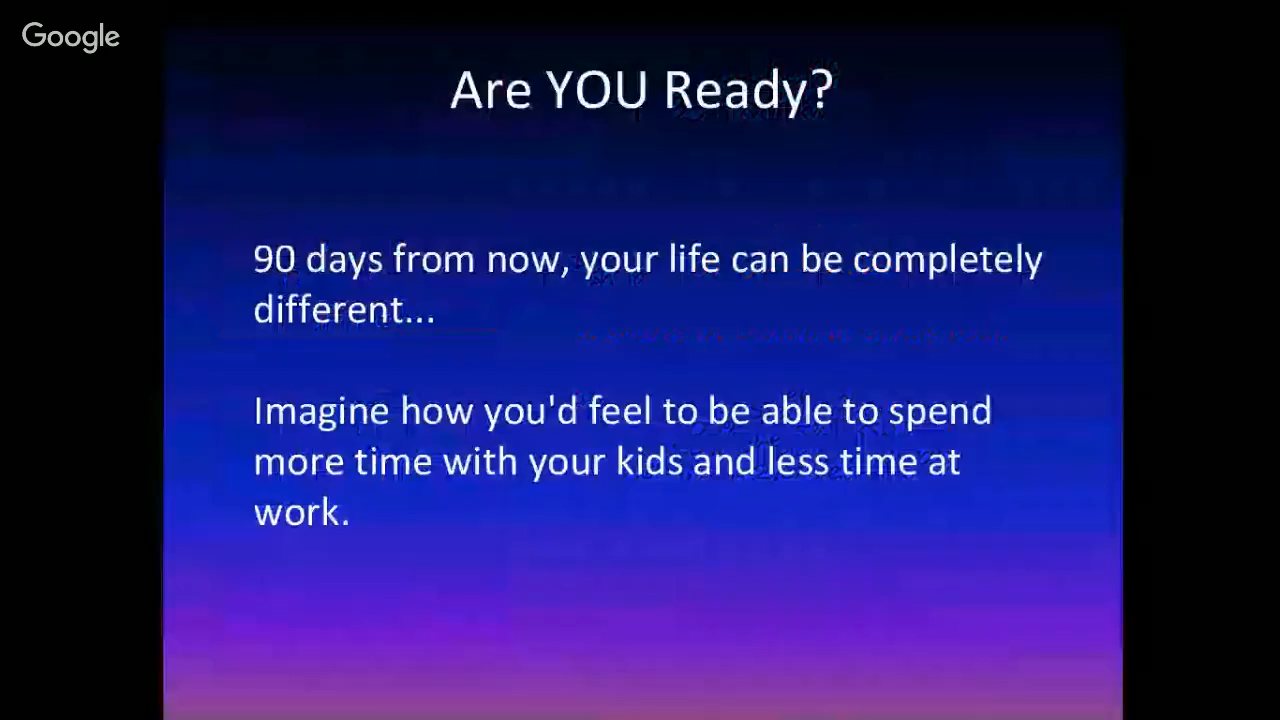 Google
Are YOU Ready?
90 days from now, your life can be completely
different...
Imagine how you'd feel to be able to spend
more time with your kids and less time at
work.